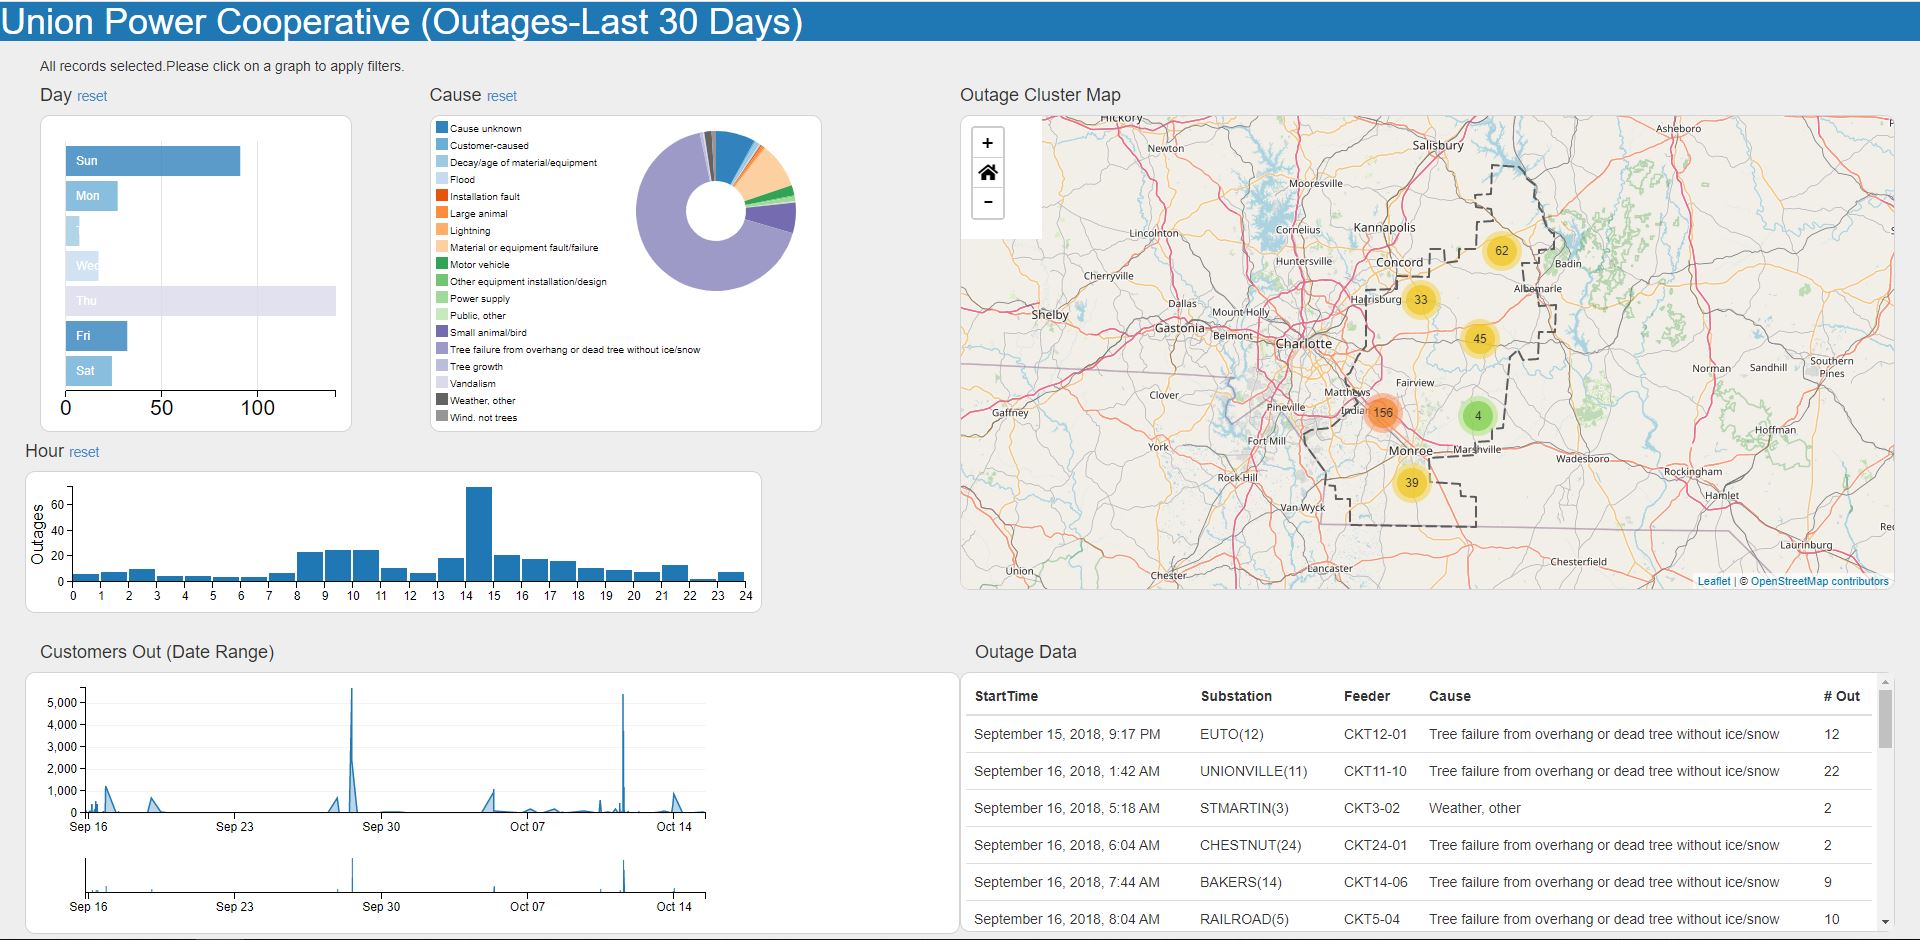 Union Power Cooperative (Outages-Last 30 Days)
All records selected.Please click on a graph to apply filters.
Day reset
Sun
Mon
Wed
Thu
Fri
Sat
0 50 100
Cause reset
Cause unknown
Customer-caused
Decay/age of material/equipment
Flood
Installation fault
Large animal
Lightning
Material or equipment fault/failure
Motor vehicle
Other equipment installation/design
Power supply
Public, other
Small animal/bird
Tree failure from overhang or dead tree without ice/snow
Tree growth
Vandalism
Weather, other
Wind. not trees
Outage Cluster Map
+
-
Hickory
Asheboro
Newton
Salisbury
Mooresville
Lincolnton
Cornelius
Kannapolis
62
Huntersville
Concord
Badin
Cherryville
Albemarle
Dallas
Harrisburg
33
Shelby
Mount Holly
Gastonia
Belmont
Charlotte
45
Southern
Pines
Norman
Sandhill
Fairview
Clover
Matthews
Gaffney
Pineville
Indian
156
4
Hoffman
York
Fort Mill
Monroe
Marshville
Wadesboro
Rockingham
Rock Hill
39
Hamlet
Van Wyck
Laurinburg
Union
Chester
Lancaster
Chesterfield
Leaflet | © OpenStreetMap contributors
Hour reset
Outages
60
40
20
0
0 1 2 3 4 5 6 7 8 9 10 11 12 13 14 15 16 17 18 19 20 21 22 23 24
Customers Out (Date Range)
5,000
4,000
3,000
2,000
1,000
0
Sep 16 Sep 23 Sep 30 Oct 07 Oct 14
Sep 16 Sep 23 Sep 30 Oct 07 Oct 14
Outage Data
StartTime Substation Feeder Cause # Out
September 15, 2018, 9:17 PM EUTO(12) CKT12-01 Tree failure from overhang or dead tree without ice/snow 12
September 16, 2018, 1:42 AM UNIONVILLE(11) CKT11-10 Tree failure from overhang or dead tree without ice/snow 22
September 16, 2018, 5:18 AM STMARTIN(3) CKT3-02 Weather, other 2
September 16, 2018, 6:04 AM CHESTNUT(24) CKT24-01 Tree failure from overhang or dead tree without ice/snow 2
September 16, 2018, 7:44 AM BAKERS(14) CKT14-06 Tree failure from overhang or dead tree without ice/snow 9
September 16, 2018, 8:04 AM RAILROAD(5) CKT5-04 Tree failure from overhang or dead tree without ice/snow 10